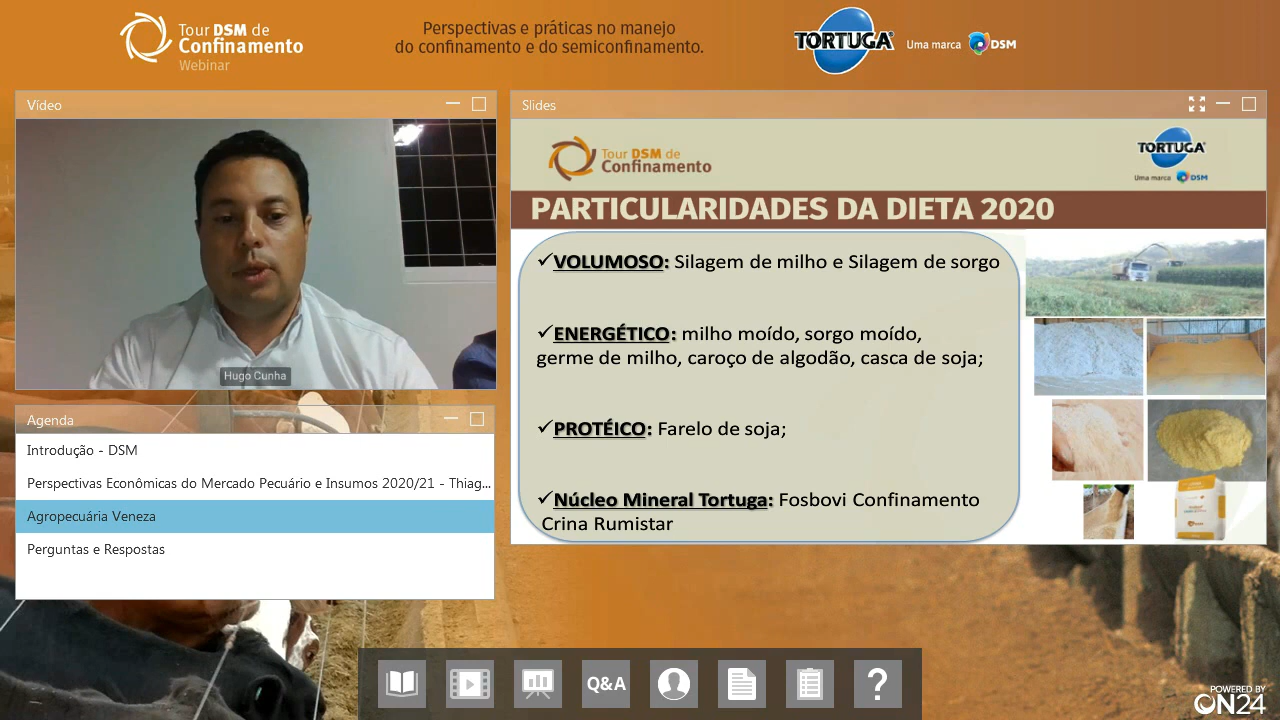 Tour DSM de
Confinamento
Webinar
Perspectivas e práticas no manejo
do confinamento e do semiconfinamento.
TORTUGA
Uma marca DSM
Vídeo
Hugo Cunha
Agenda
Introdução - DSM
Perspectivas Econômicas do Mercado Pecuário e Insumos 2020/21 - Thiag...
Agropecuária Veneza
Perguntas e Respostas
Slides
Tour DSM de
Confinamento
TORTUGA
Uma marca DSM
PARTICULARIDADES DA DIETA 2020
✓VOLUMOSO: Silagem de milho e Silagem de sorgo
✓ENERGÉTICO: milho moído, sorgo moído,
germe de milho, caroço de algodão, casca de soja;
✓PROTÉICO: Farelo de soja;
✓Núcleo Mineral Tortuga: Fosbovi Confinamento
Crina Rumistar
Q&A
?
POWERED BY
ON24